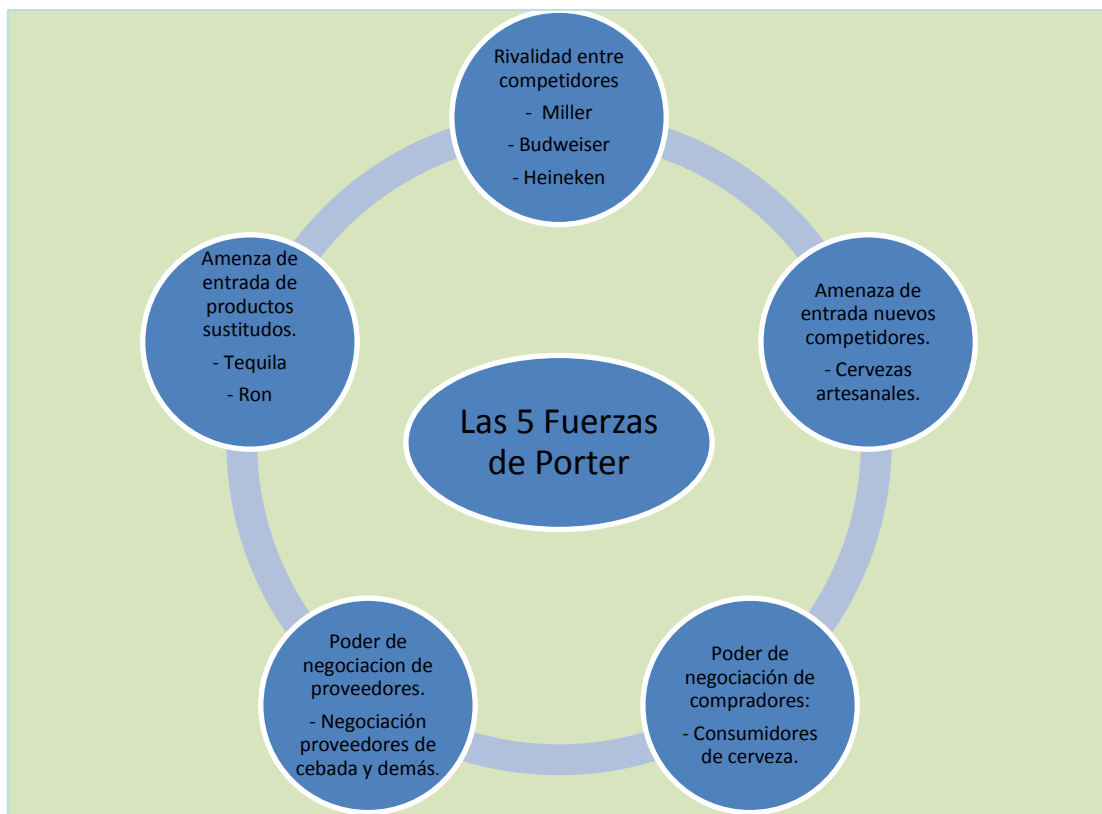 Rivalidad entre
competidores
- Miller
- Budweiser
- Heineken
Amenaza de
entrada nuevos
competidores.
- Cervezas
artesanales.
Poder de
negociación de
compradores:
- Consumidores
de cerveza.
Poder de
negociacion de
proveedores.
- Negociación
proveedores de
cebada y demás.
Amenza de
entrada de
productos
sustitudos.
- Tequila
- Ron
Las 5 Fuerzas
de Porter